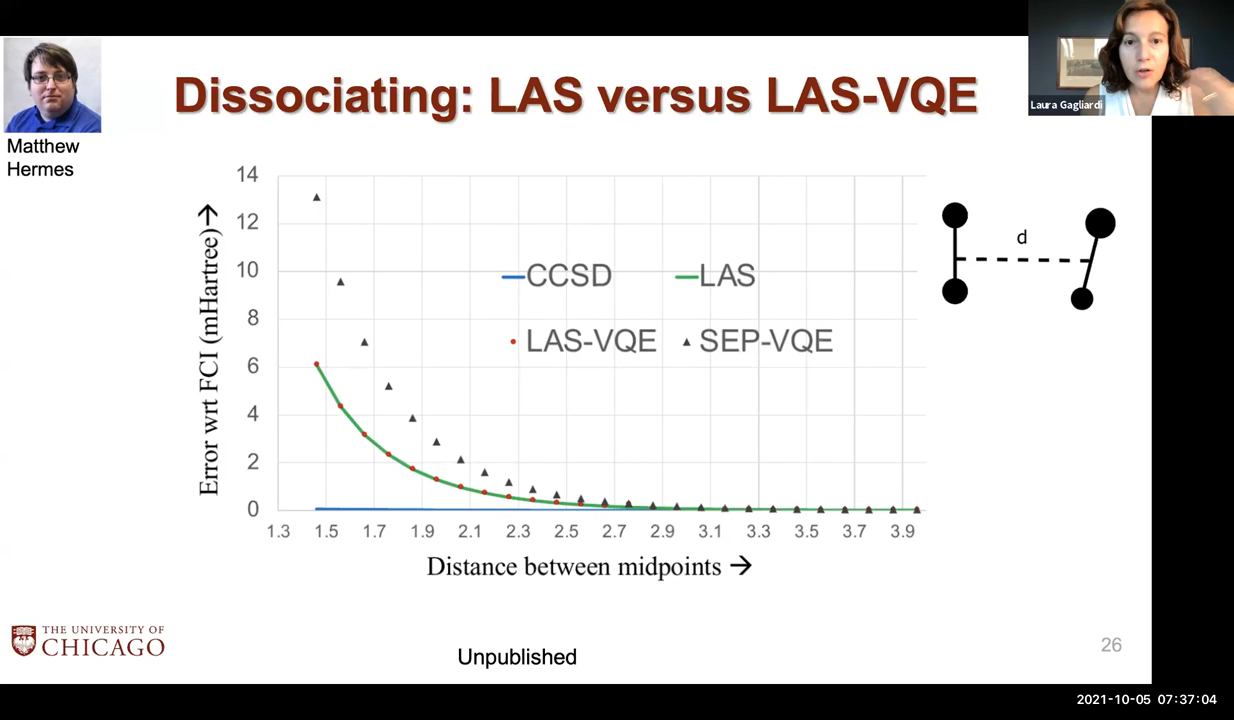 Dissociating: LAS versus LAS-VQE
Laura Gagliardi
Matthew
Hermes
Error wrt FCI (mHartree)→
14
12
10
8
6
4
2
0
CCSD
LAS
LAS-VQE
SEP-VQE
d
1.3 1.5 1.7 1.9 2.1 2.3 2.5 2.7 2.9 3.1 3.3 3.5 3.7 3.9
Distance between midpoints →
THE UNIVERSITY OF
CHICAGO
Unpublished
26
2021-10-05 07:37:04